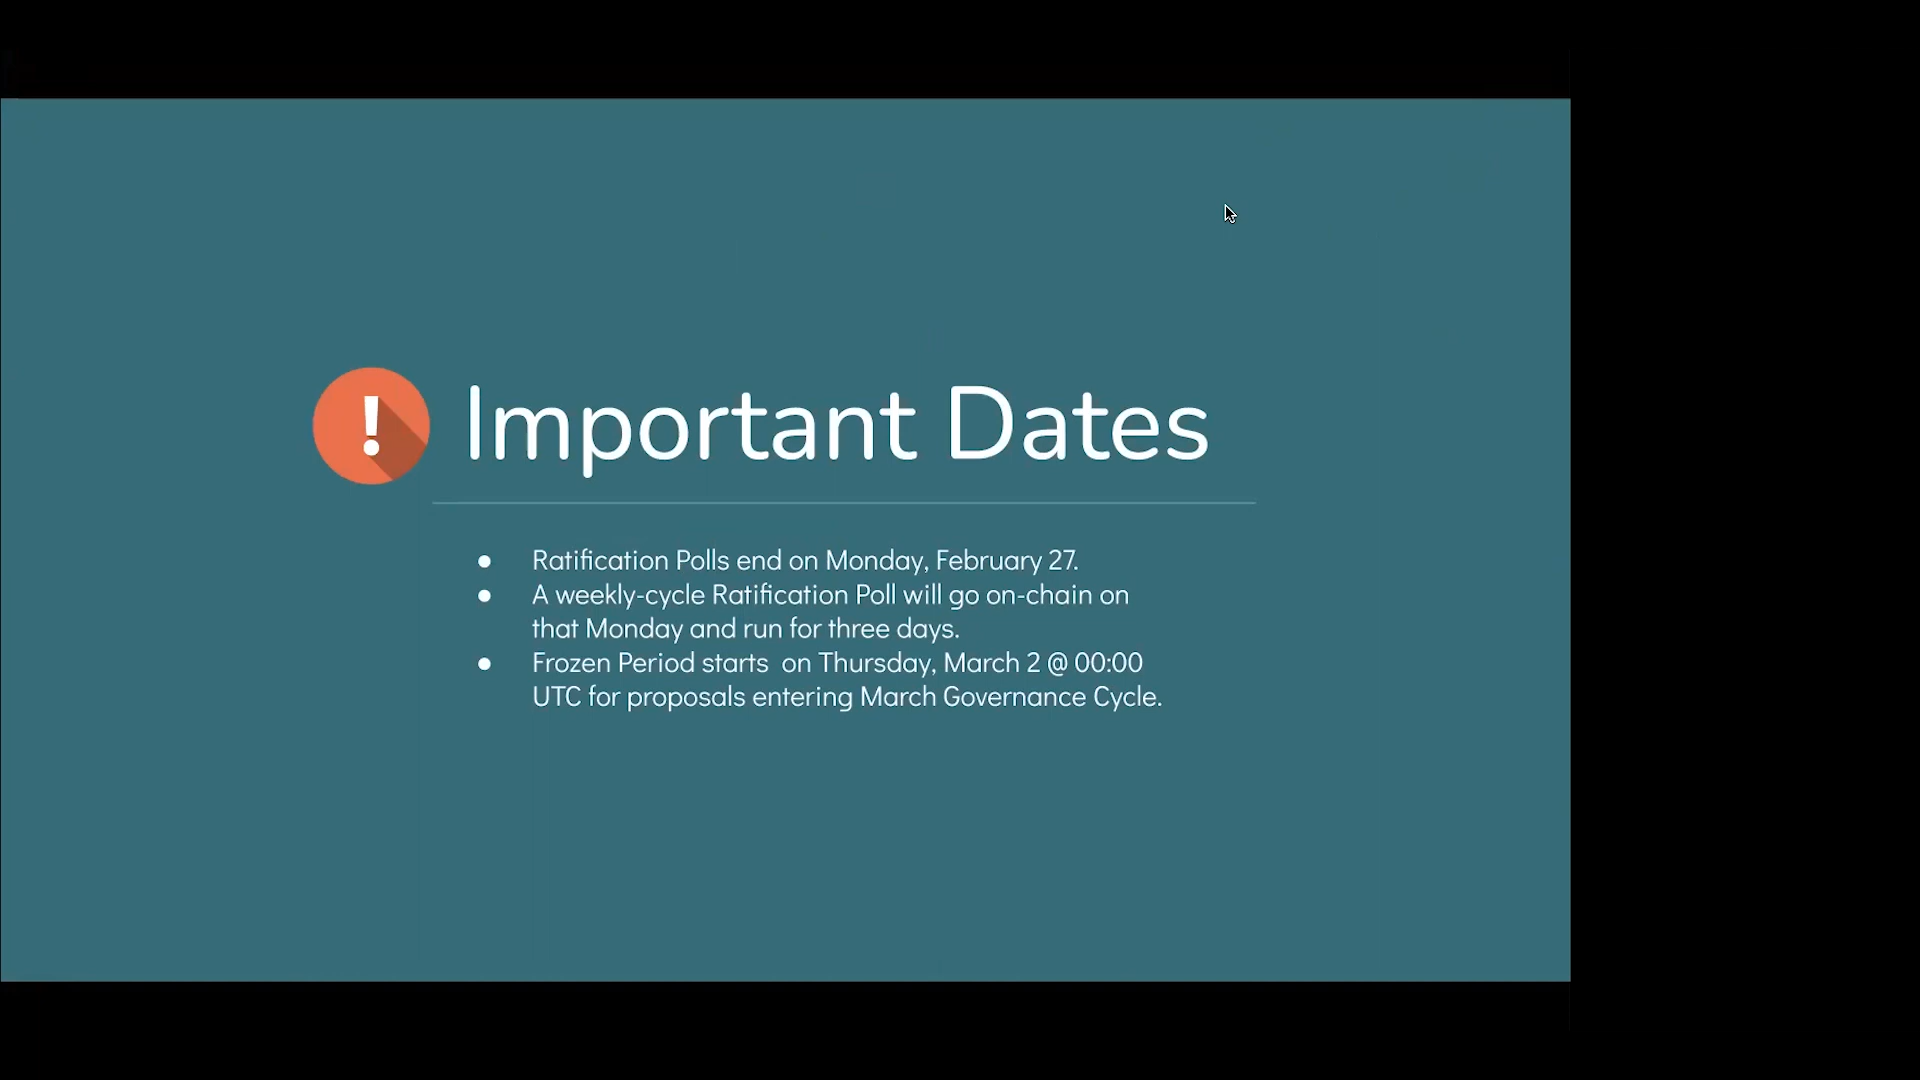 ! Important Dates
● Ratification Polls end on Monday, February 27.
● A weekly-cycle Ratification Poll will go on-chain on
that Monday and run for three days.
● Frozen Period starts  on Thursday, March 2 @ 00:00
UTC for proposals entering March Governance Cycle.